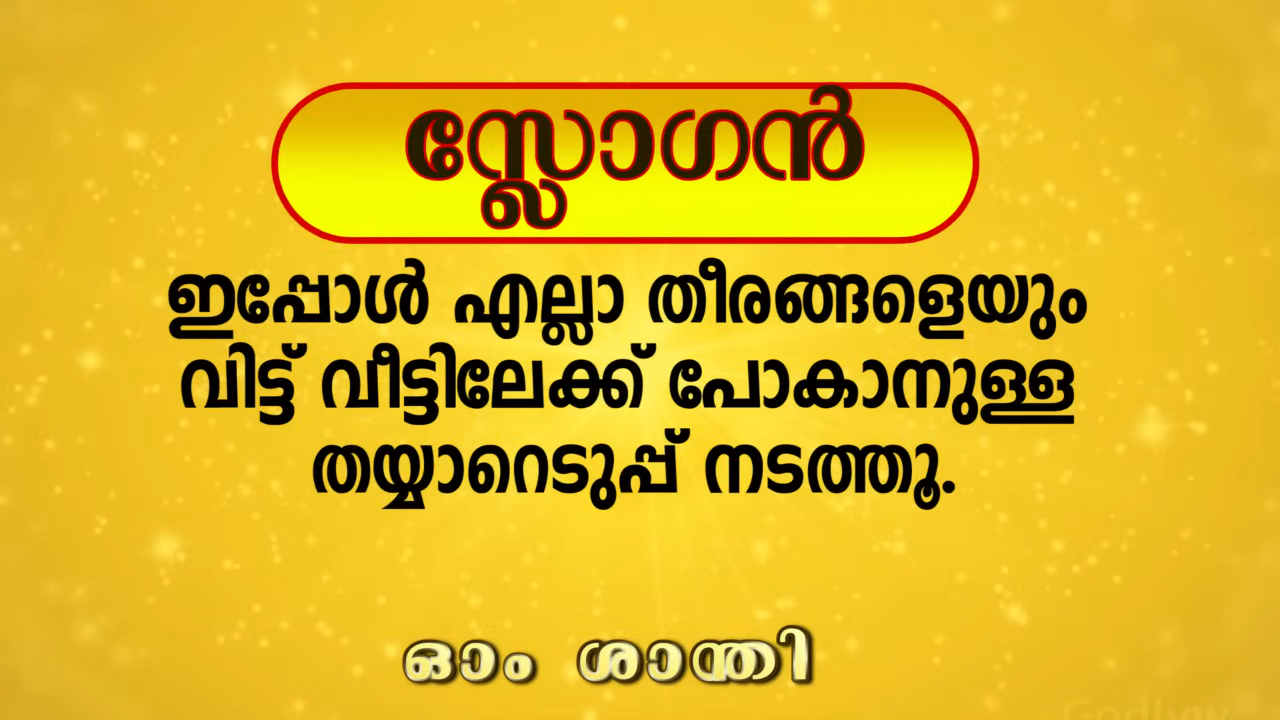 സ്ലോഗൻ
ഇപ്പോൾ എല്ലാ തീരങ്ങളെയും
വിട്ട് വീട്ടിലേക്ക് പോകാനുള്ള
തയ്യാറെടുപ്പ് നടത്തൂ.
ഓം ശാന്തി